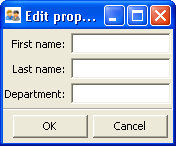 Edit prop...
First name:
Last name:
Department:
OK
Cancel